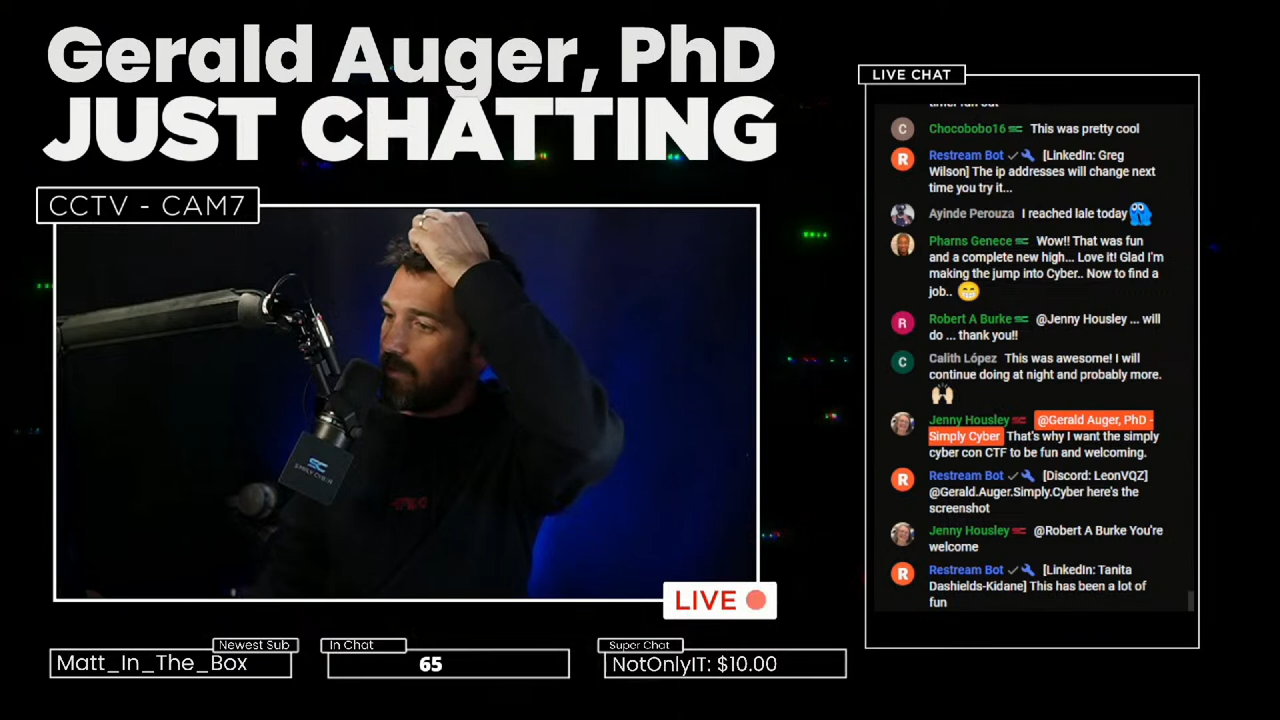 Gerald Auger, PhD
JUST CHATTING
CCTV - CAM7
SIMPLY CYBER
LIVE
Newest Sub
Matt_In_The_Box
In Chat
65
Super Chat
NotOnlyIT: $10.00
LIVE CHAT
C Chocobobo16 This was pretty cool
R Restream Bot [LinkedIn: Greg
Wilson] The ip addresses will change next
time you try it...
Ayinde Perouza I reached lale today
Pharns Genece Wow!! That was fun
and a complete new high... Love it! Glad I'm
making the jump into Cyber.. Now to find a
job..
R Robert A Burke @Jenny Housley ... will
do ... thank you!!
C Calith López This was awesome! I will
continue doing at night and probably more.
Jenny Housley @Gerald Auger, PhD -
Simply Cyber That's why I want the simply
cyber con CTF to be fun and welcoming.
R Restream Bot [Discord: LeonVQZ]
@Gerald.Auger.Simply.Cyber here's the
screenshot
Jenny Housley @Robert A Burke You're
welcome
R Restream Bot [LinkedIn: Tanita
Dashields-Kidane] This has been a lot of
fun